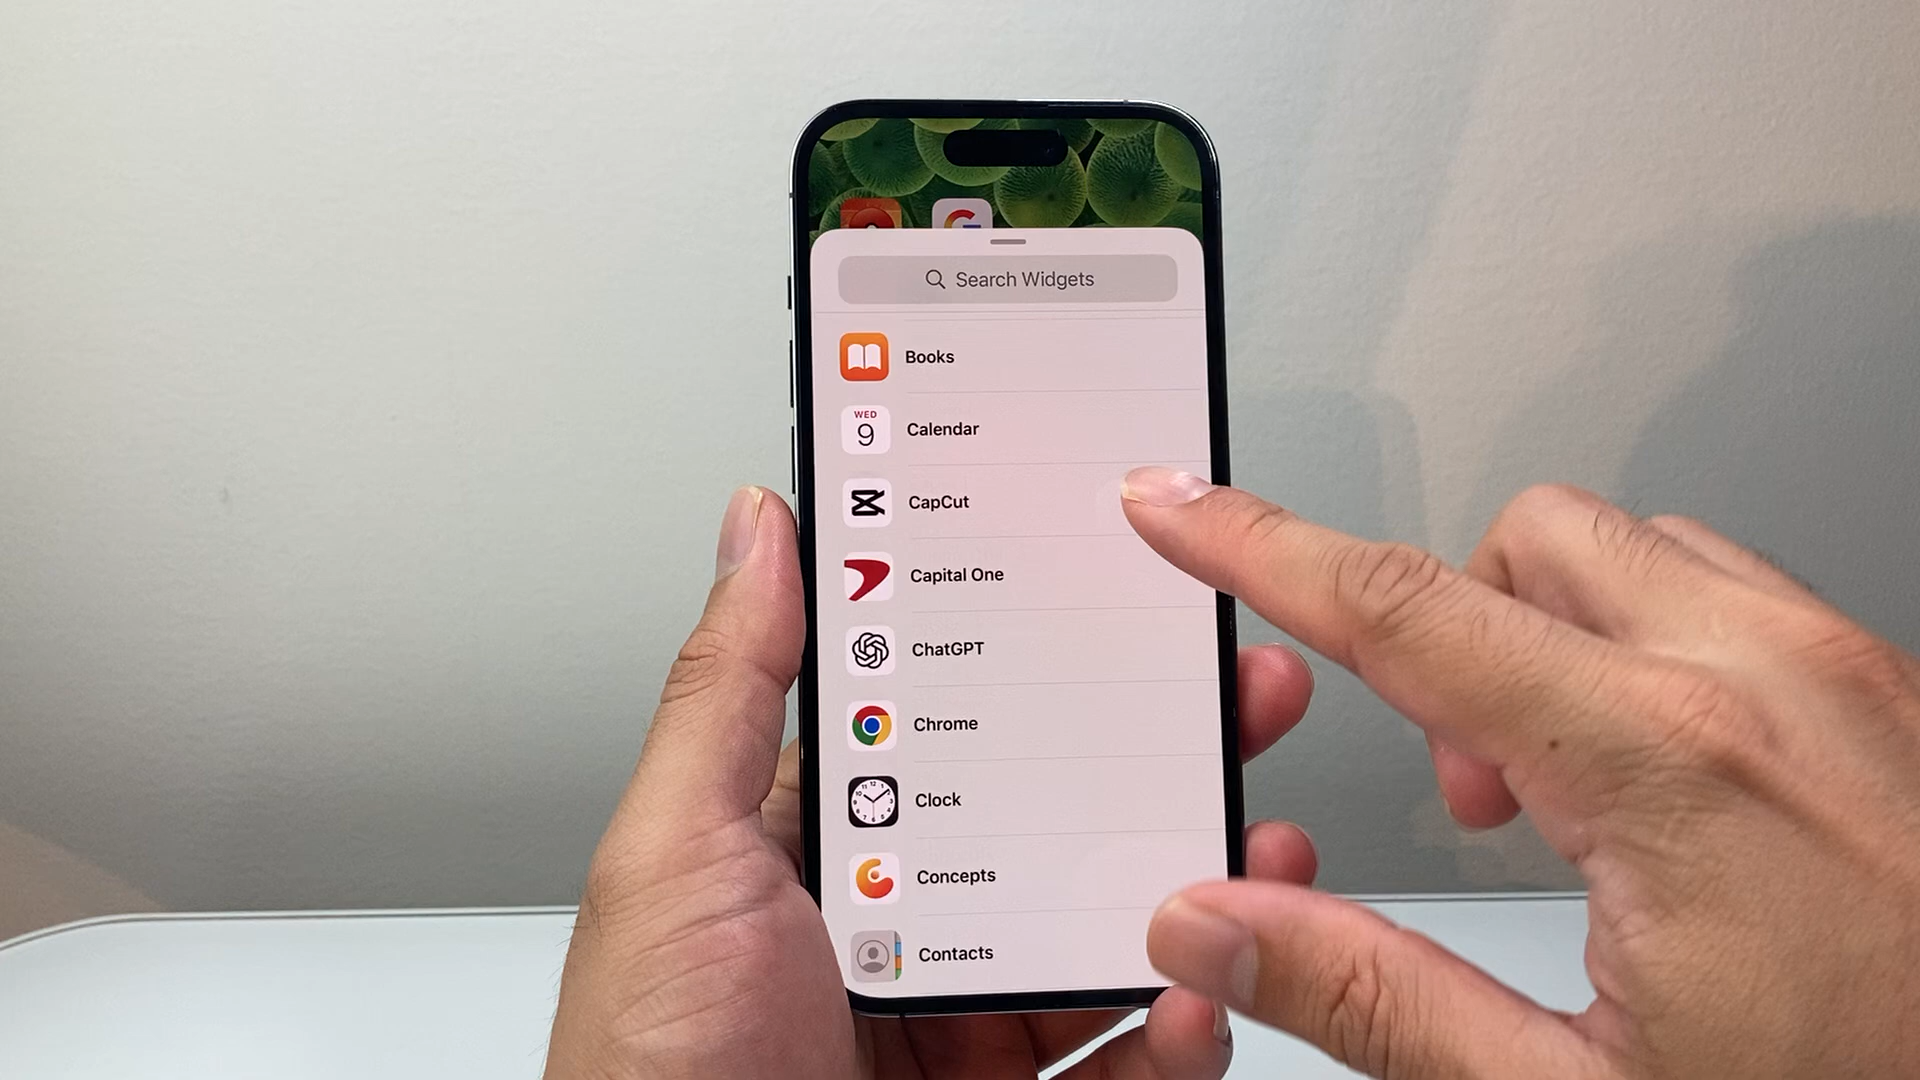 Search Widgets
Books
WED
9
Calendar
CapCut
Capital One
ChatGPT
Chrome
Clock
Concepts
Contacts